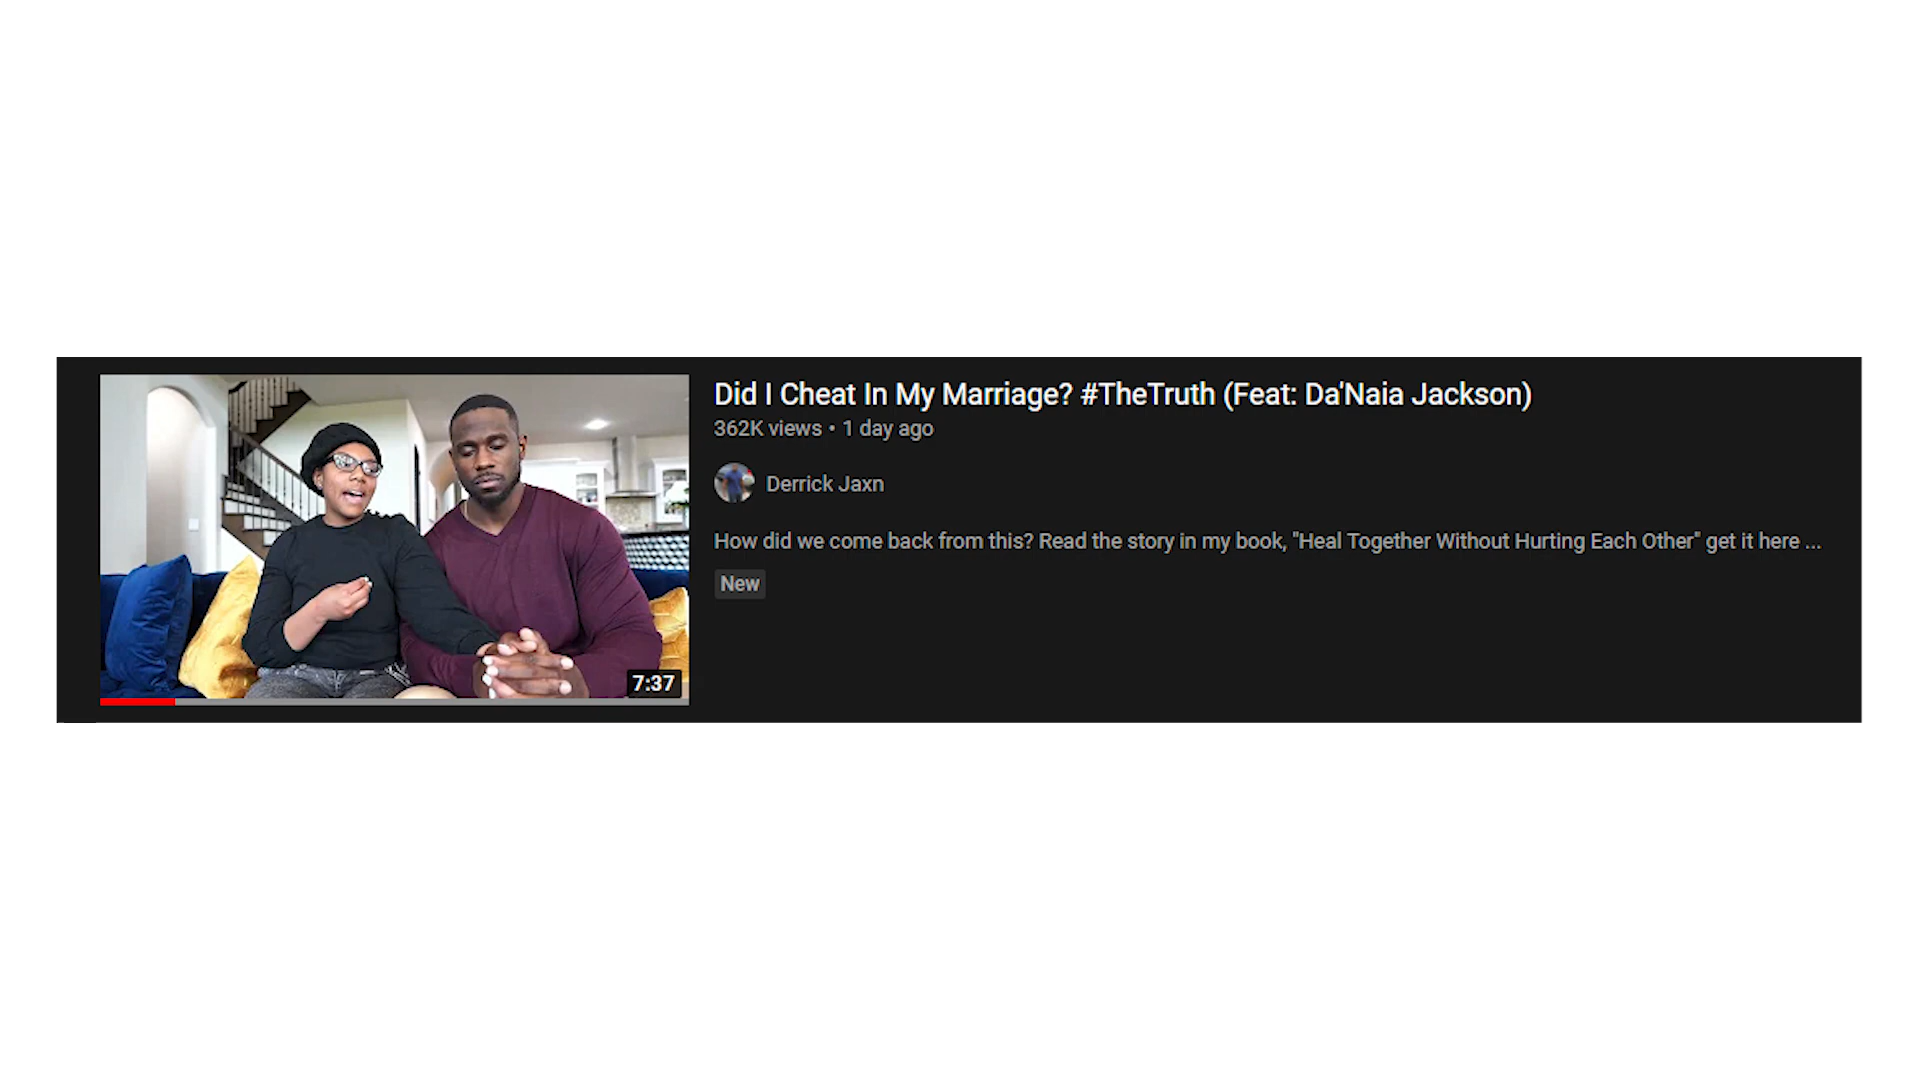 Did I Cheat In My Marriage? #TheTruth (Feat: Da'Naia Jackson)
362K views • 1 day ago
Derrick Jaxn
How did we come back from this? Read the story in my book, "Heal Together Without Hurting Each Other" get it here ...
New
7:37